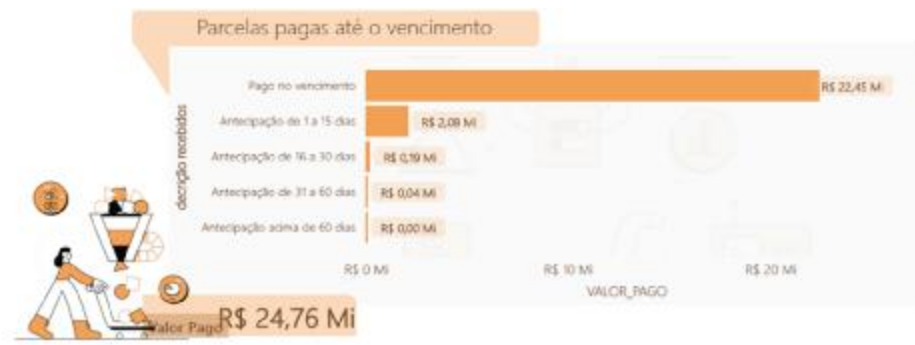 Parcelas pagas até o vencimento
decrição recebidos
Pago no vencimento R$ 22,45 Mi
Antecipação de 1 a 15 dias R$ 2,08 Mi
Antecipação de 16 a 30 dias R$ 0,19 Mi
Antecipação de 31 a 60 dias R$ 0,04 Mi
Antecipação acima de 60 dias R$ 0,00 Mi
R$ 0 Mi R$ 10 Mi R$ 20 Mi
VALOR_PAGO
Valor Pago R$ 24,76 Mi